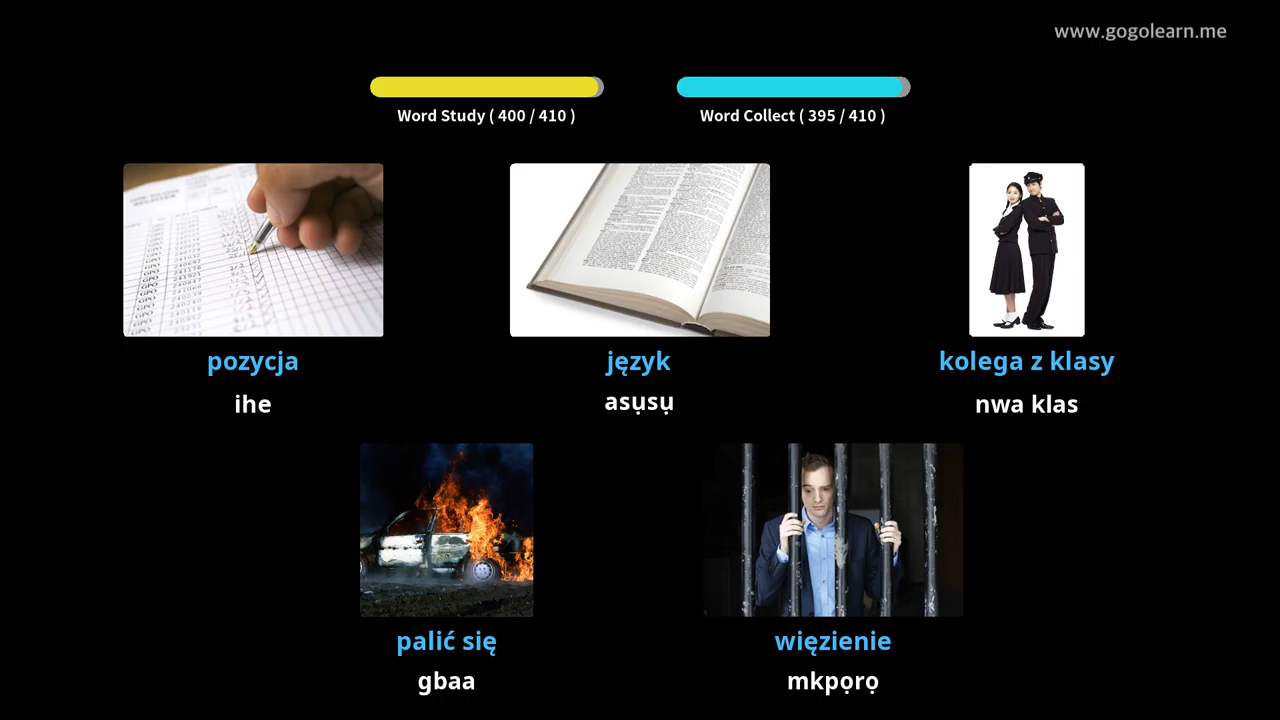 www.gogolearn.me
Word Study ( 400 / 410 )
Word Collect ( 395 / 410 )
pozycja
ihe
język
asụsụ
kolega z klasy
nwa klas
palić się
gbaa
więzienie
mkpọrọ